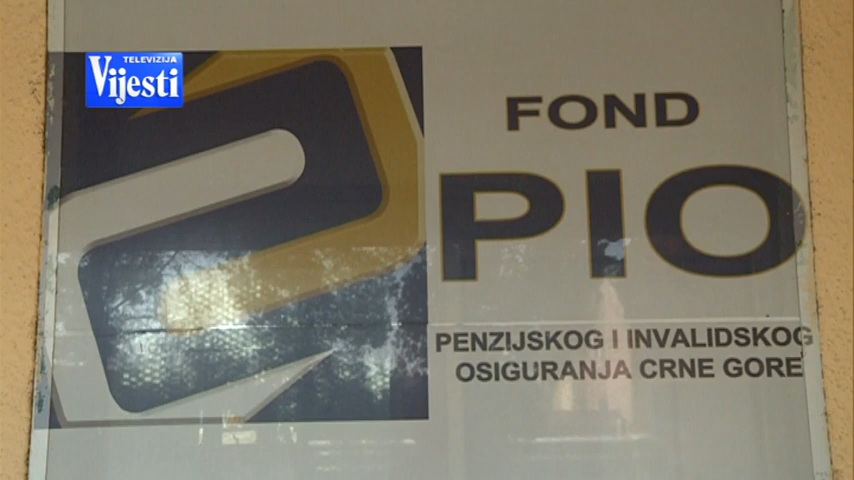 TELEVIZIJA
Vijesti
FOND
PIO
PENZIJSKOG I INVALIDSKOG
OSIGURANJA CRNE GORE